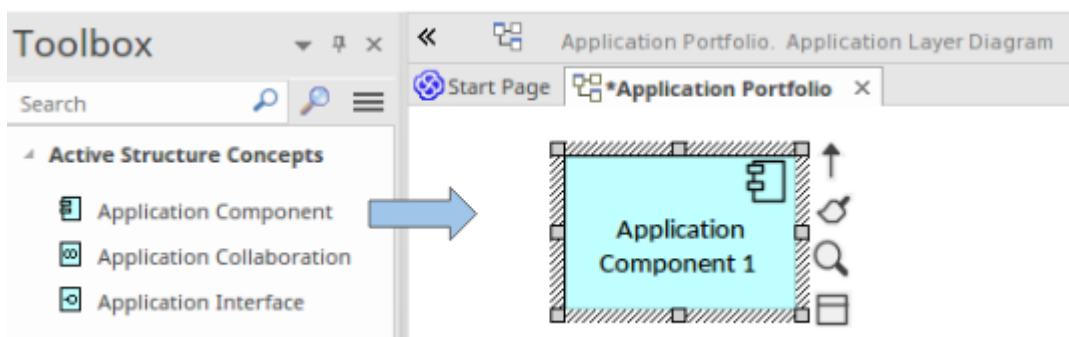 Toolbox
Search
Active Structure Concepts
Application Component
Application Collaboration
Application Interface
Application Portfolio. Application Layer Diagram
Start Page
*Application Portfolio
Application
Component 1